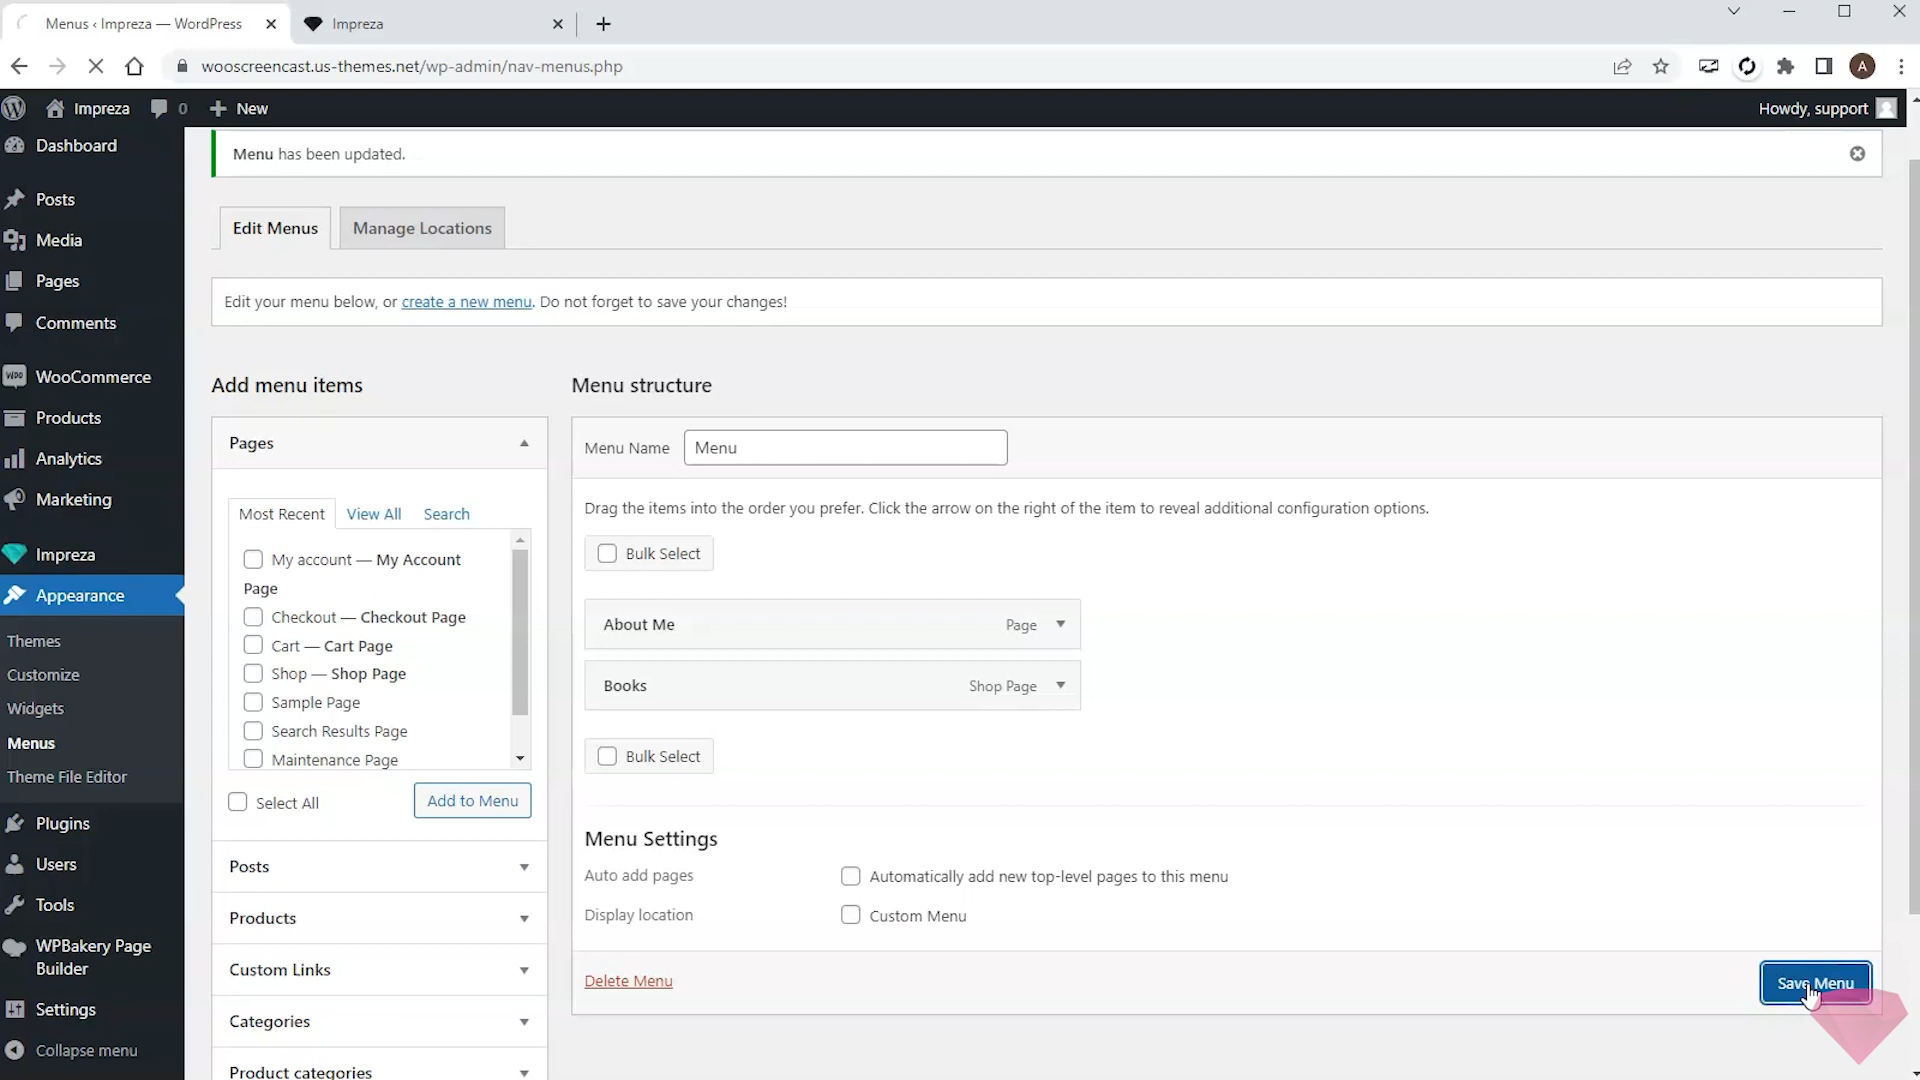 Menus ‹ Impreza — WordPress
Impreza
wooscreencast.us-themes.net/wp-admin/nav-menus.php
A
Impreza
0
New
Howdy, support
Dashboard
Posts
Media
Pages
Comments
WOO
WooCommerce
Products
Analytics
Marketing
Impreza
Appearance
Themes
Customize
Widgets
Menus
Theme File Editor
Plugins
Users
Tools
WPBakery Page
Builder
Settings
Collapse menu
Menu has been updated.
Edit Menus
Manage Locations
Edit your menu below, or create a new menu. Do not forget to save your changes!
Add menu items
Pages
Most Recent
View All
Search
My account — My Account
Page
Checkout — Checkout Page
Cart — Cart Page
Shop — Shop Page
Sample Page
Search Results Page
Maintenance Page
Select All
Add to Menu
Posts
Products
Custom Links
Categories
Product categories
Menu structure
Menu Name
Menu
Drag the items into the order you prefer. Click the arrow on the right of the item to reveal additional configuration options.
Bulk Select
About Me
Page
Books
Shop Page
Bulk Select
Menu Settings
Auto add pages
Automatically add new top-level pages to this menu
Display location
Custom Menu
Delete Menu
Save Menu